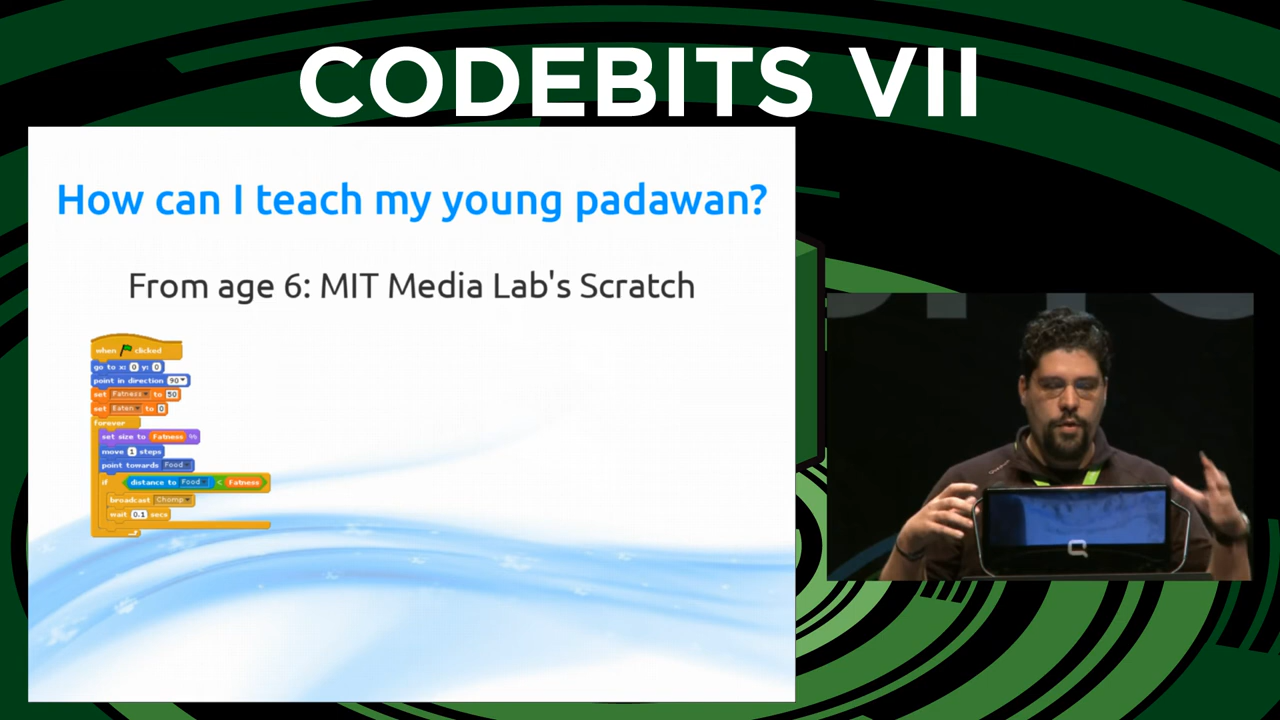 CODEBITS VII
How can I teach my young padawan?
From age 6: MIT Media Lab's Scratch
when clicked
go to x: 0 y: 0
point in direction 90
set Fatness to 50
set Eaten to 0
forever
set size to Fatness %
move 1 steps
point towards Food
if distance to Food < Fatness
broadcast Chomp
wait 0.1 secs